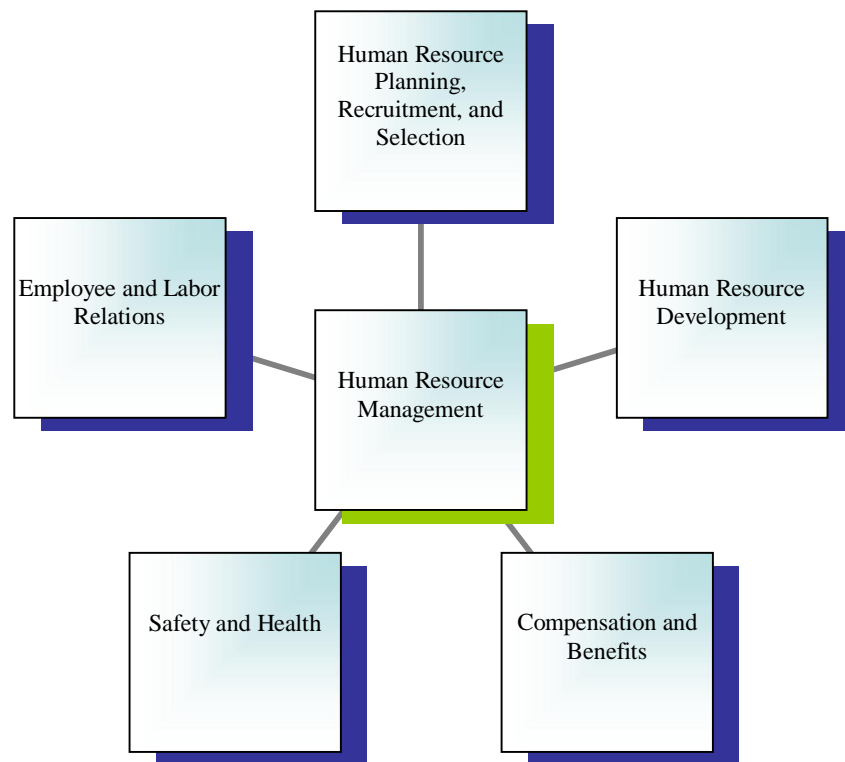 Human Resource
Planning,
Recruitment, and
Selection
Employee and Labor
Relations
Human Resource
Development
Human Resource
Management
Safety and Health
Compensation and
Benefits